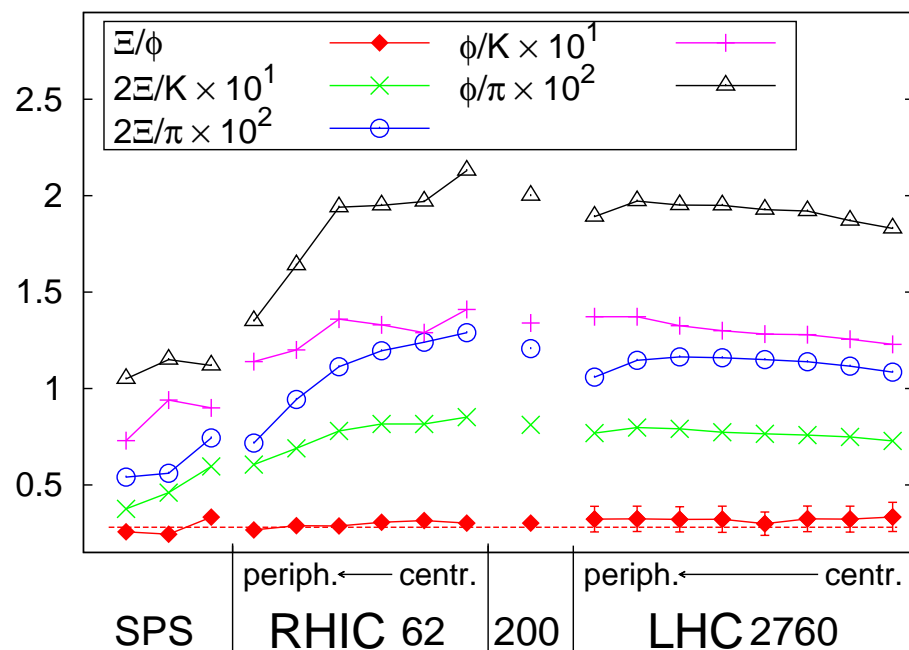 Ξ/ϕ
2Ξ/K × 10¹
2Ξ/π × 10²
ϕ/K × 10¹
ϕ/π × 10²
2.5
2
1.5
1
0.5
periph. ← centr.
periph. ← centr.
SPS
RHIC 62
200
LHC 2760